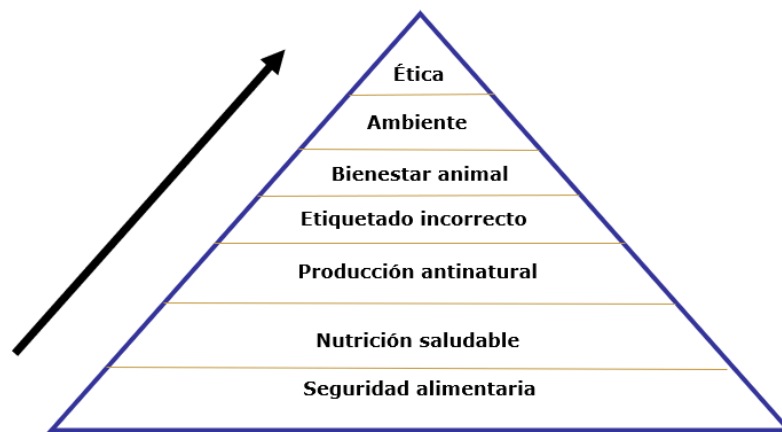 Ética
Ambiente
Bienestar animal
Etiquetado incorrecto
Producción antinatural
Nutrición saludable
Seguridad alimentaria